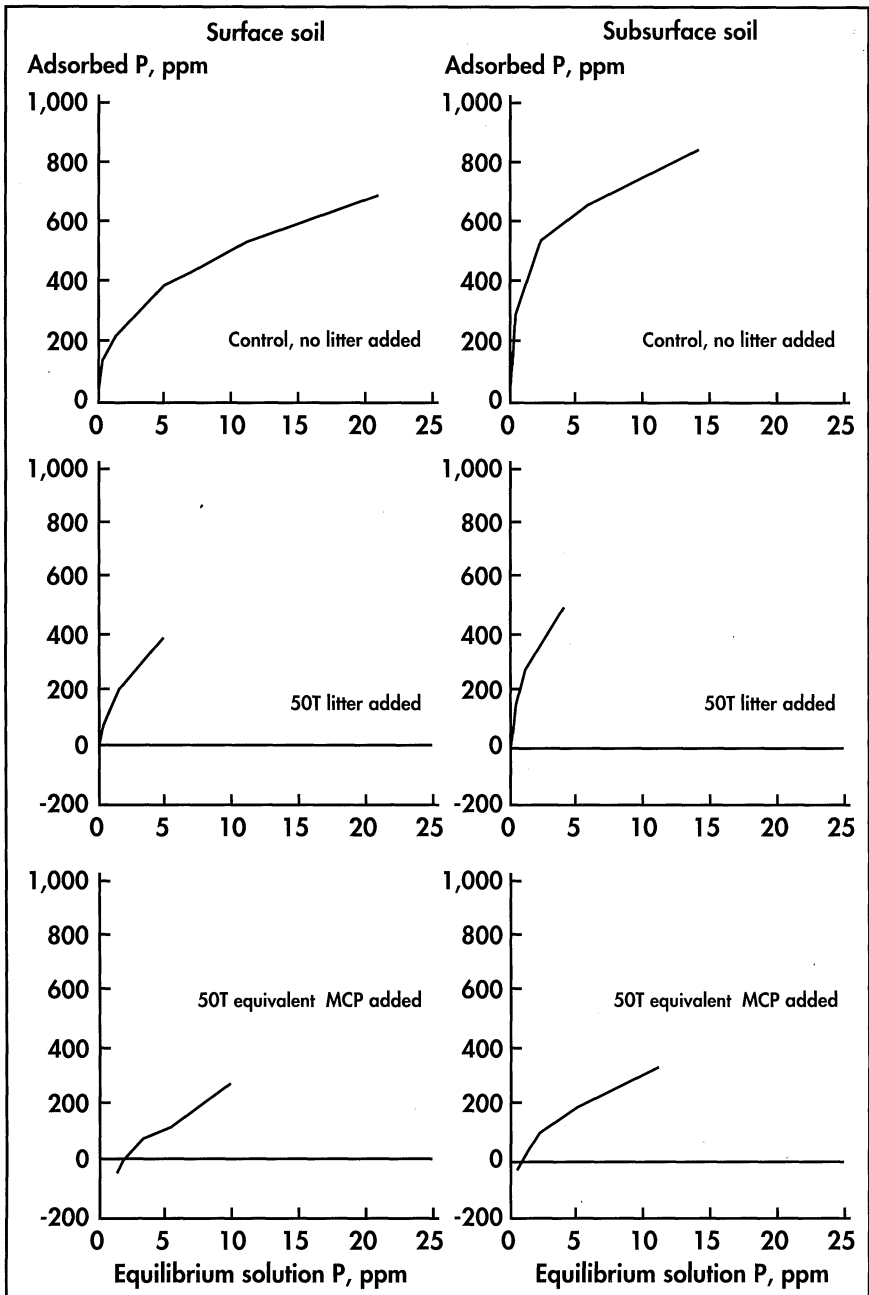 Surface soil
Subsurface soil
Adsorbed P, ppm
Adsorbed P, ppm
1,000
800
600
400
200
0
0 5 10 15 20 25
Control, no litter added
1,000
800
600
400
200
0
0 5 10 15 20 25
Control, no litter added
1,000
800
600
400
200
0
-200
0 5 10 15 20 25
50T litter added
1,000
800
600
400
200
0
-200
0 5 10 15 20 25
50T litter added
1,000
800
600
400
200
0
-200
0 5 10 15 20 25
50T equivalent MCP added
Equilibrium solution P, ppm
1,000
800
600
400
200
0
-200
0 5 10 15 20 25
50T equivalent MCP added
Equilibrium solution P, ppm